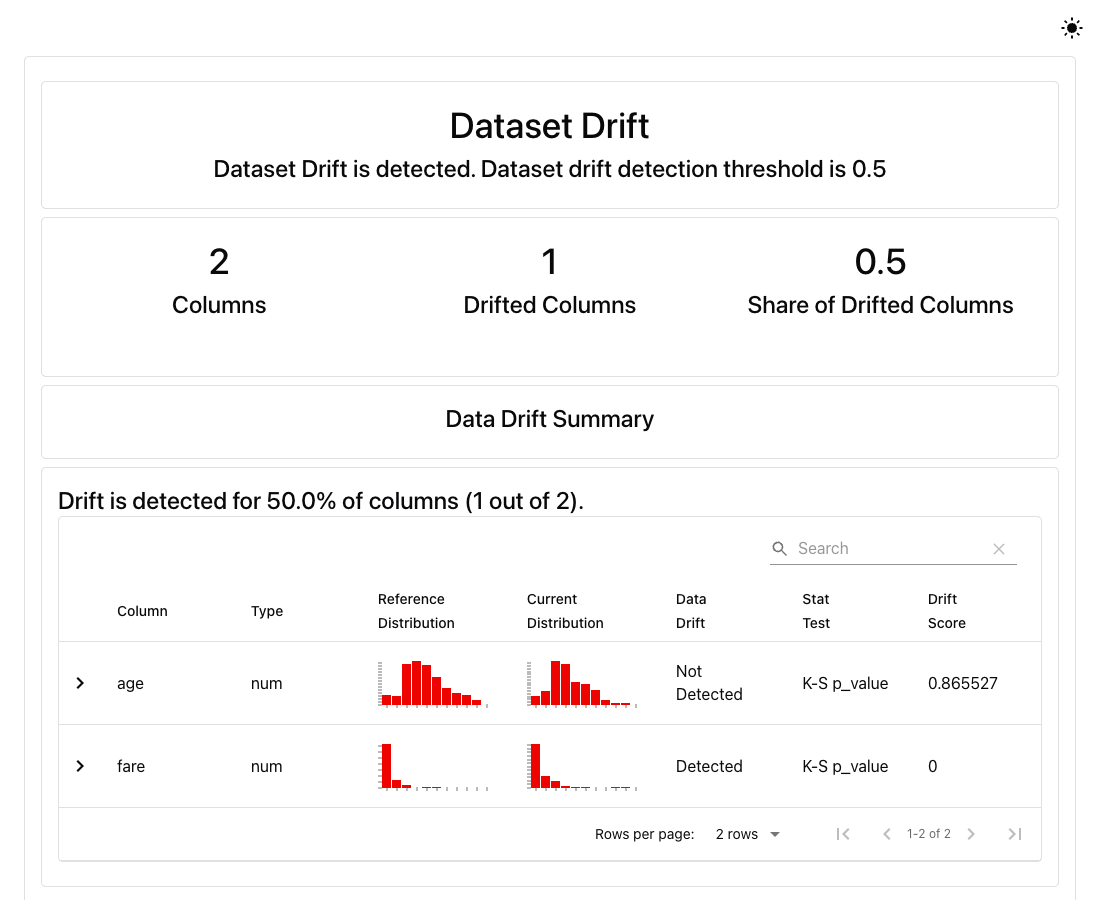 Dataset Drift
Dataset Drift is detected. Dataset drift detection threshold is 0.5
2
Columns
1
Drifted Columns
0.5
Share of Drifted Columns
Data Drift Summary
Drift is detected for 50.0% of columns (1 out of 2).
Search
Column
Type
Reference
Distribution
Current
Distribution
Data
Drift
Stat
Test
Drift
Score
age
num
Not
Detected
K-S p_value
0.865527
fare
num
Detected
K-S p_value
0
Rows per page:
2 rows
1-2 of 2